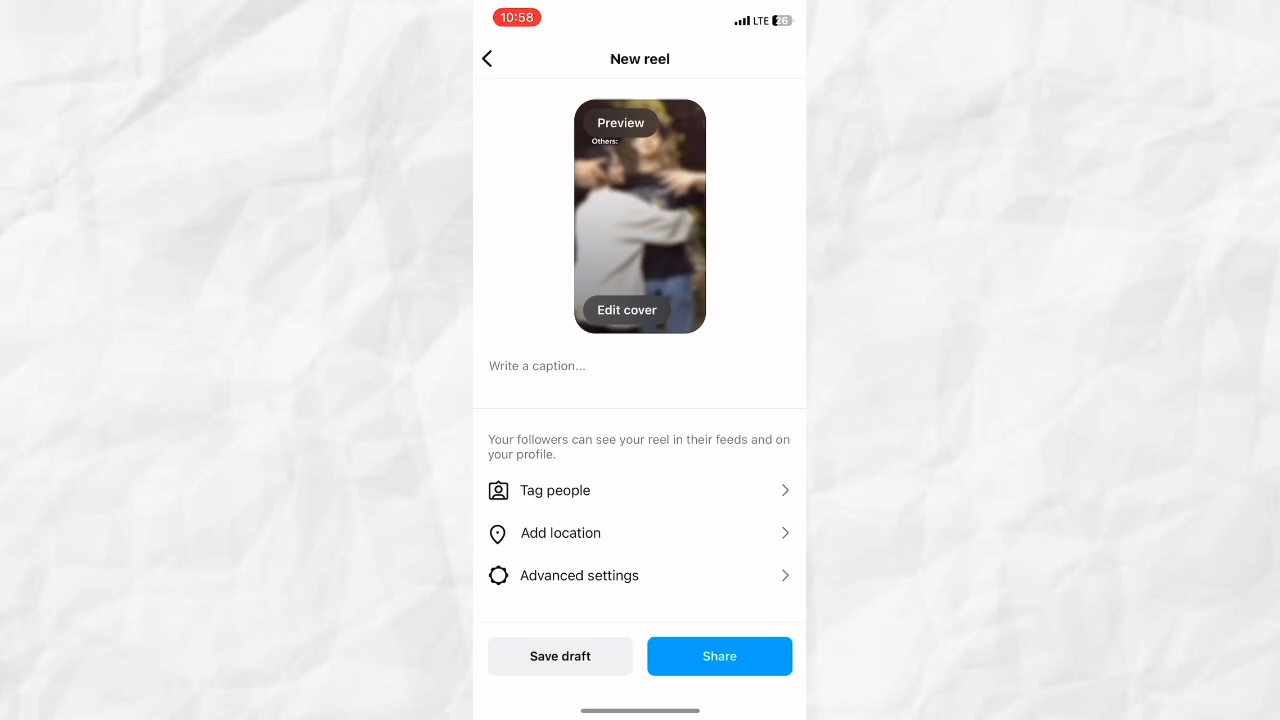 10:58
LTE 26
New reel
Preview
Others:
Edit cover
Write a caption...
Your followers can see your reel in their feeds and on
your profile.
Tag people
Add location
Advanced settings
Save draft
Share